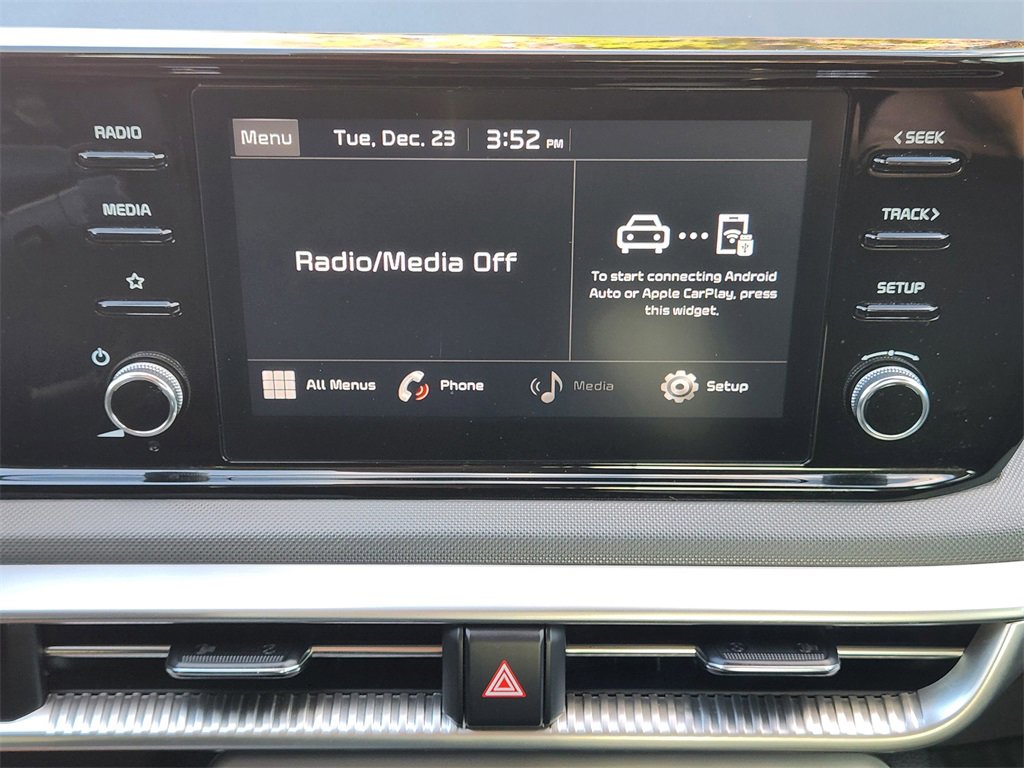 RADIO
MEDIA
Menu
Tue, Dec. 23
3:52 PM
Radio/Media Off
To start connecting Android
Auto or Apple CarPlay, press
this widget.
All Menus
Phone
Media
Setup
< SEEK
TRACK >
SETUP